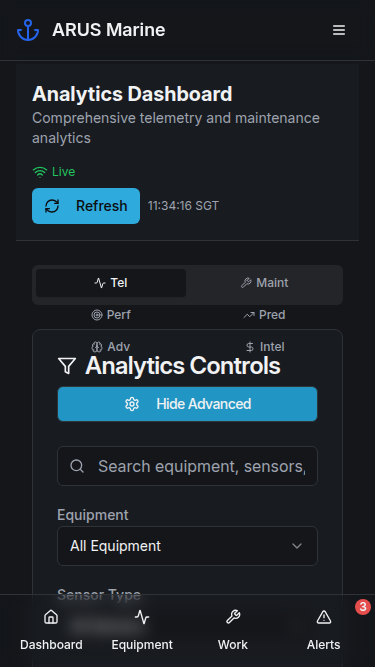 ARUS Marine
Analytics Dashboard
Comprehensive telemetry and maintenance
analytics
Live
Refresh 11:34:16 SGT
Tel Maint
Perf Pred
Adv Intel
Analytics Controls
Hide Advanced
Search equipment, sensors,
Equipment
All Equipment
Sensor Type
3
Dashboard Equipment Work Alerts